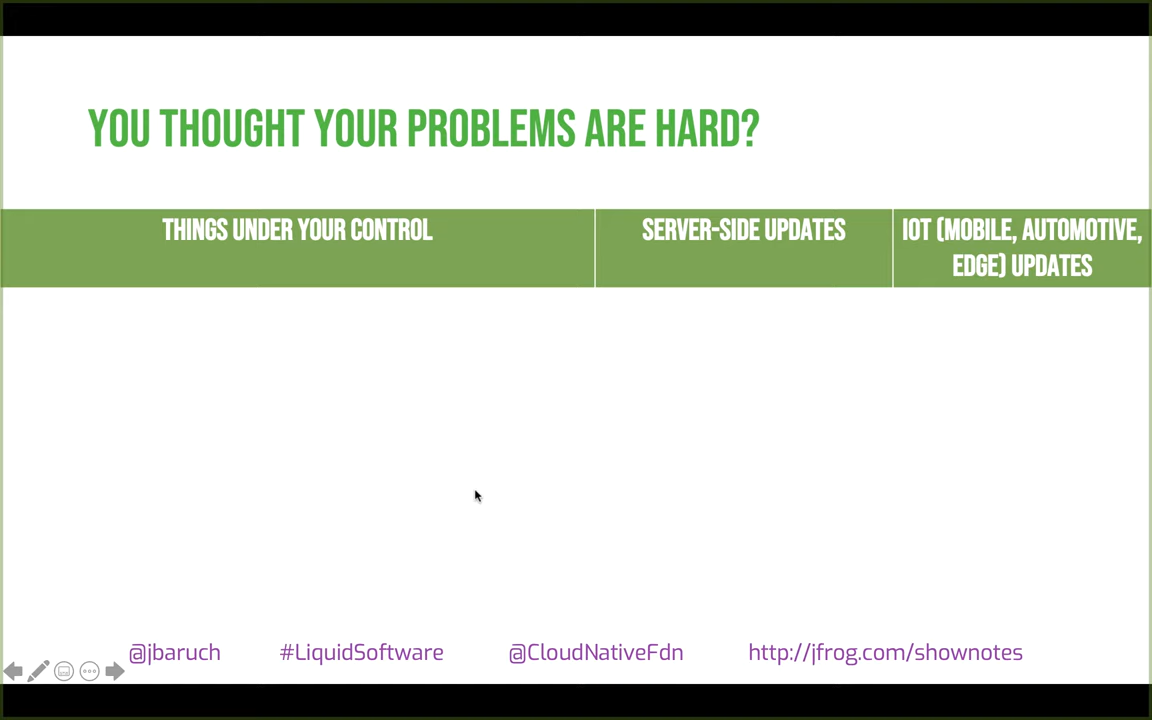 YOU THOUGHT YOUR PROBLEMS ARE HARD?
THINGS UNDER YOUR CONTROL
SERVER-SIDE UPDATES
IOT (MOBILE, AUTOMOTIVE,
EDGE) UPDATES
@jbaruch
#LiquidSoftware
@CloudNativeFdn
http://jfrog.com/shownotes